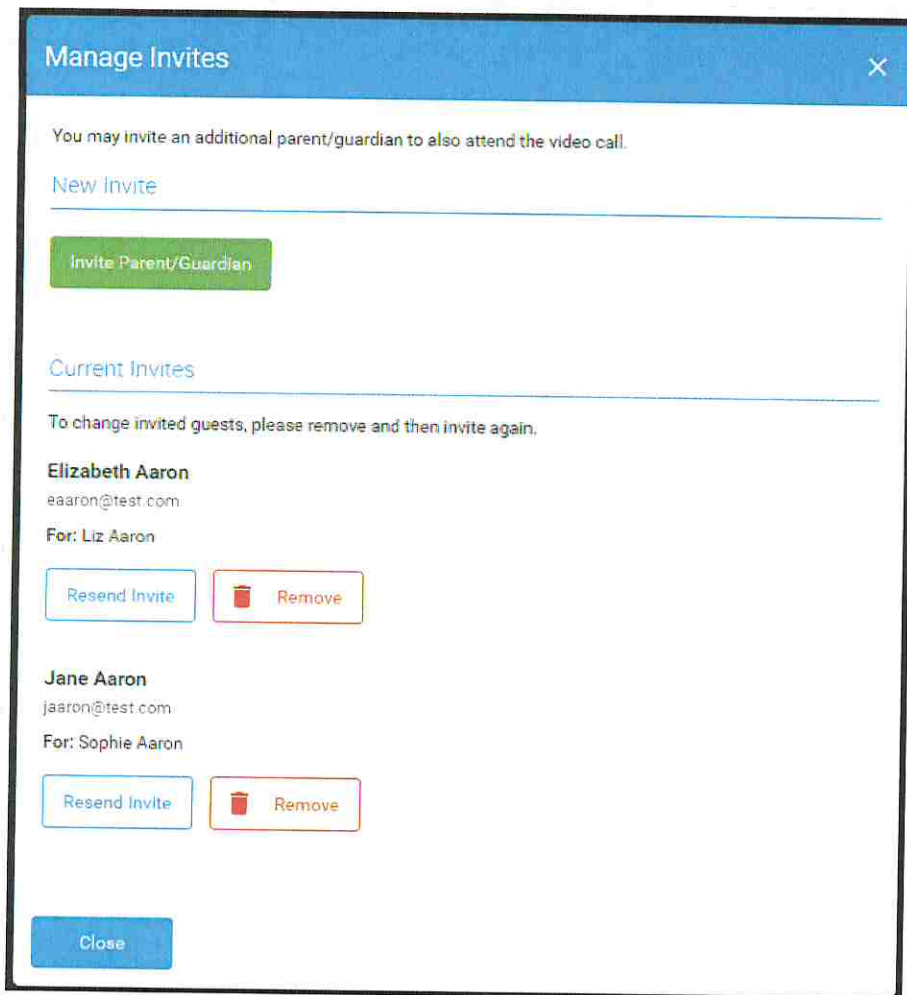 Manage Invites
You may invite an additional parent/guardian to also attend the video call.
New Invite
Invite Parent/Guardian
Current Invites
To change invited guests, please remove and then invite again.
Elizabeth Aaron
eaaron@test.com
For: Liz Aaron
Resend Invite Remove
Jane Aaron
jaaron@test.com
For: Sophie Aaron
Resend Invite Remove
Close